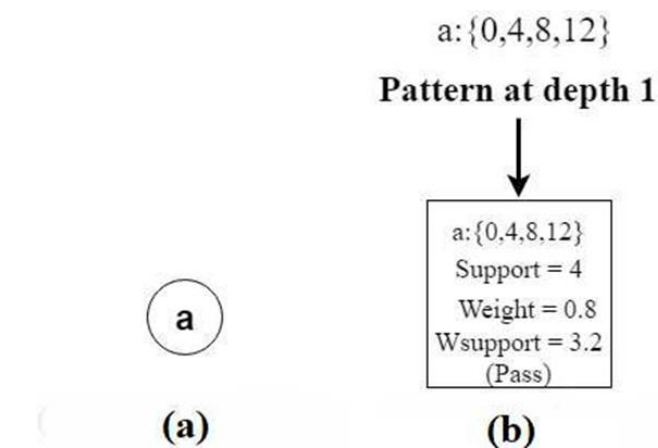 a:{0,4,8,12}
Pattern at depth 1
a:{0,4,8,12}
Support = 4
Weight = 0.8
Wsupport = 3.2
(Pass)
a
(a)
(b)